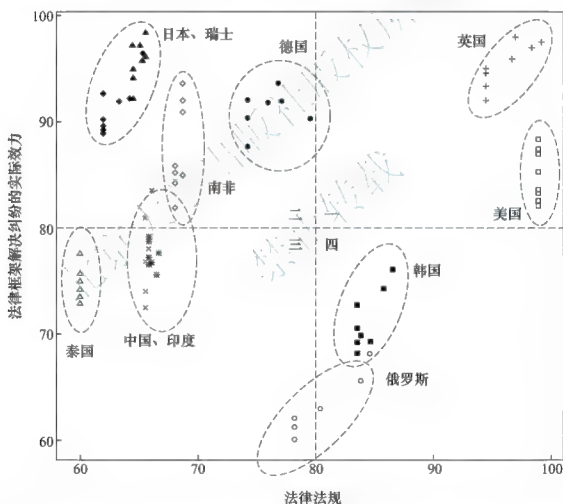 100
日本、瑞士
德国
英国
90
南非
美国
80
二 一
三 四
韩国
70
泰国
中国、印度
俄罗斯
60
60 70 80 90 100
法律框架解决纠纷的实际效力
法律法规